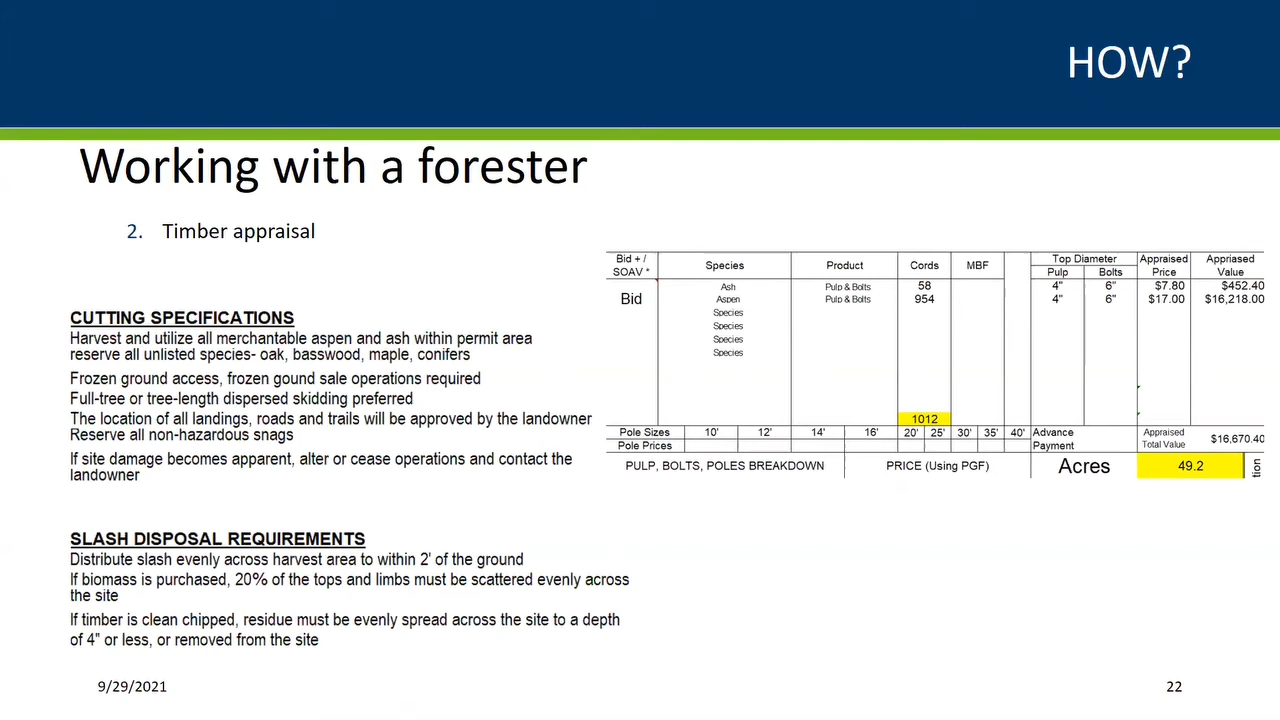 HOW?
Working with a forester
2. Timber appraisal
CUTTING SPECIFICATIONS
Harvest and utilize all merchantable aspen and ash within permit area
reserve all unlisted species- oak, basswood, maple, conifers
Frozen ground access, frozen gound sale operations required
Full-tree or tree-length dispersed skidding preferred
The location of all landings, roads and trails will be approved by the landowner
Reserve all non-hazardous snags
If site damage becomes apparent, alter or cease operations and contact the
landowner
SLASH DISPOSAL REQUIREMENTS
Distribute slash evenly across harvest area to within 2' of the ground
If biomass is purchased, 20% of the tops and limbs must be scattered evenly across
the site
If timber is clean chipped, residue must be evenly spread across the site to a depth
of 4" or less, or removed from the site
Bid + / SOAV * Species Product Cords MBF Top Diameter Pulp Bolts Appraised Price Appriased Value
Ash Pulp & Bolts 58 4" 6" $7.80 $452.40
Bid Aspen Pulp & Bolts 954 4" 6" $17.00 $16,218.00
Species
Species
Species
Species
1012
Pole Sizes 10' 12' 14' 16' 20' 25' 30' 35' 40' Advance Payment Appraised Total Value $16,670.40
Pole Prices
PULP, BOLTS, POLES BREAKDOWN PRICE (Using PGF) Acres 49.2 tion
9/29/2021
22